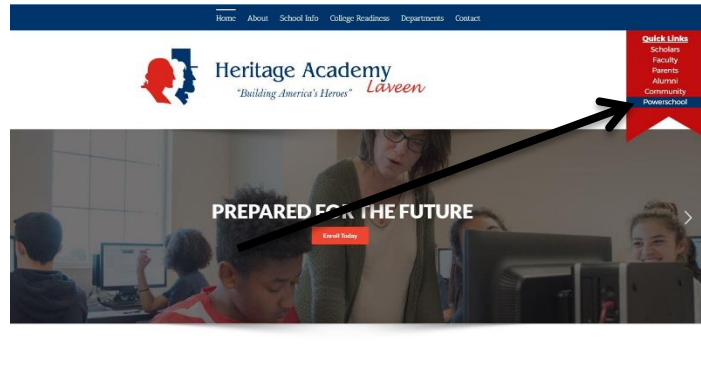 Home About School Info College Readiness Departments Contact
Quick Links
Scholars
Faculty
Parents
Alumni
Community
Powerschool
Heritage Academy
"Building America's Heroes" Laveen
PREPARED FOR THE FUTURE
Enroll Today